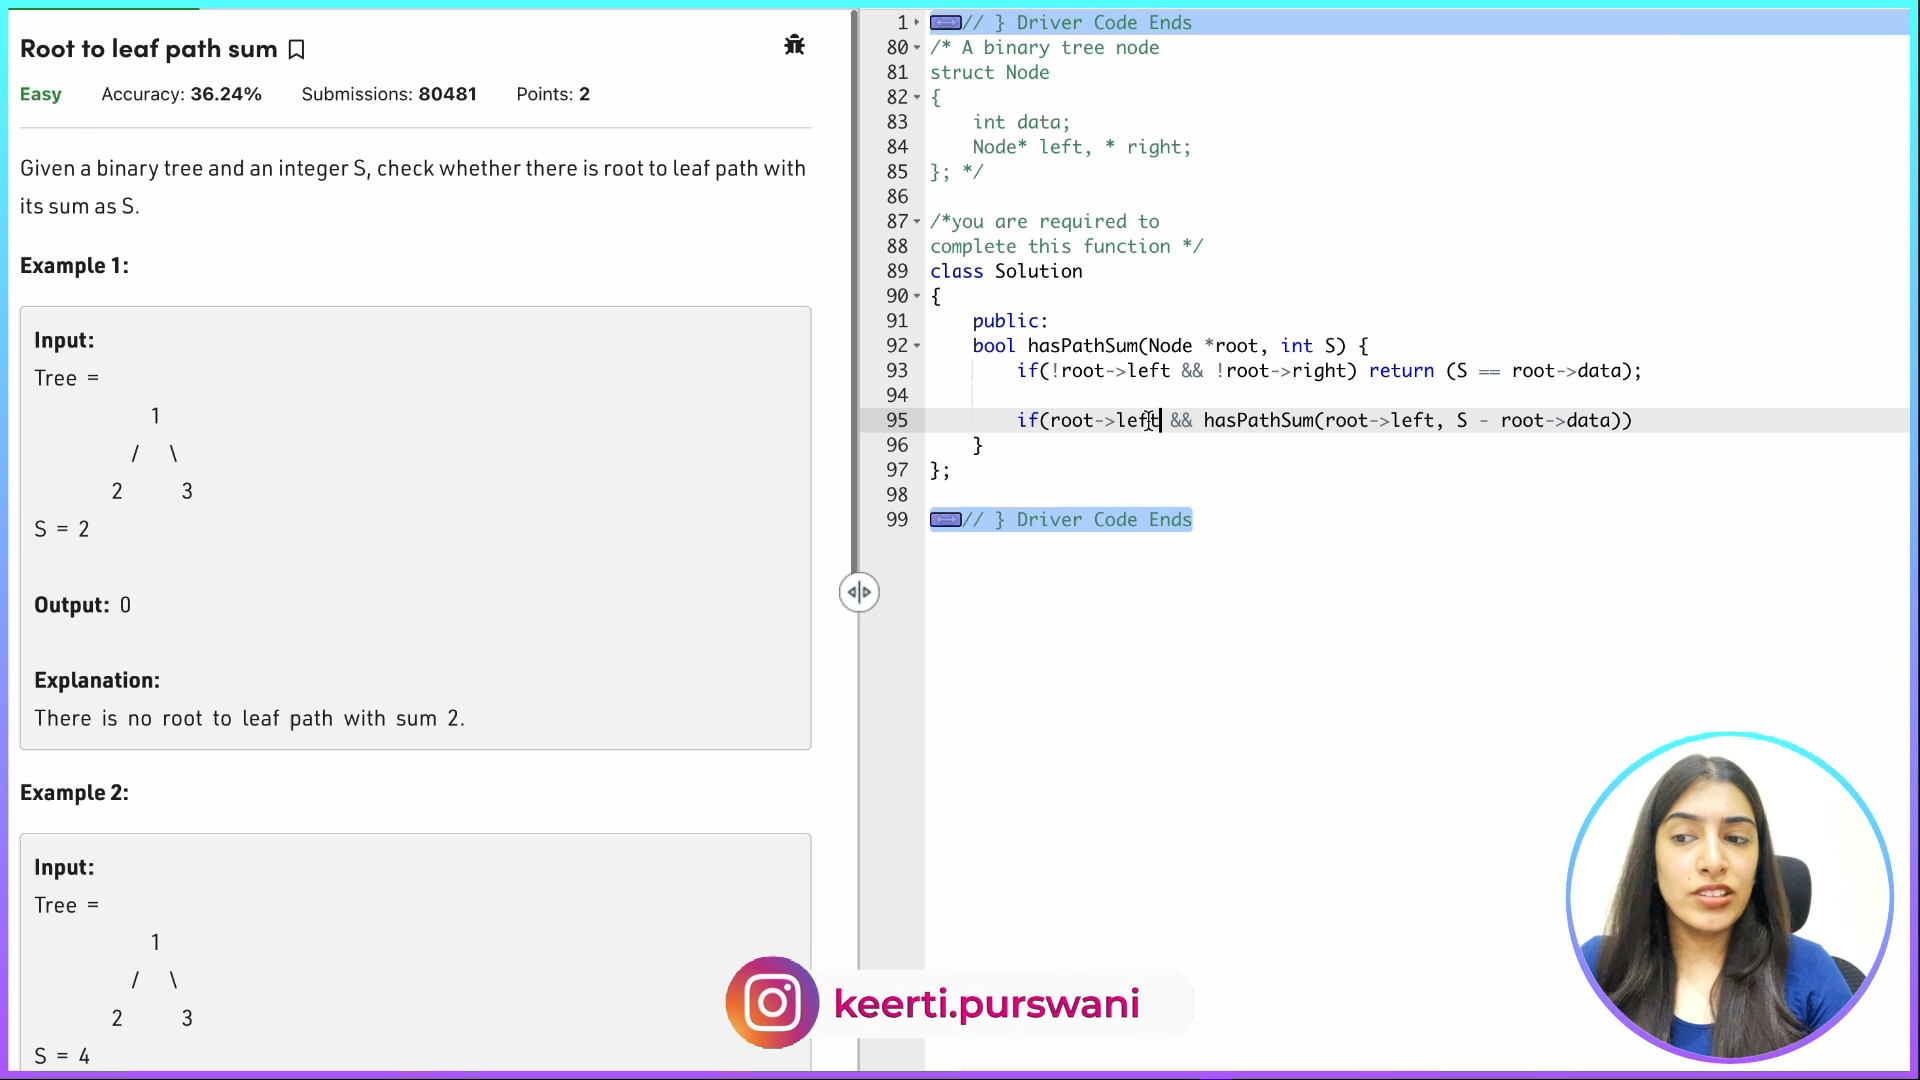 Root to leaf path sum
Easy Accuracy: 36.24% Submissions: 80481 Points: 2
Given a binary tree and an integer S, check whether there is root to leaf path with
its sum as S.
Example 1:
Input:
Tree =
1
/ \
2 3
S = 2
Output: 0
Explanation:
There is no root to leaf path with sum 2.
Example 2:
Input:
Tree =
1
/ \
2 3
S = 4
1 // } Driver Code Ends
80 /* A binary tree node
81 struct Node
82 {
83 int data;
84 Node* left, * right;
85 }; */
86
87 /*you are required to
88 complete this function */
89 class Solution
90 {
91 public:
92 bool hasPathSum(Node *root, int S) {
93 if(!root->left && !root->right) return (S == root->data);
94
95 if(root->left && hasPathSum(root->left, S - root->data))
96 }
97 };
98
99 // } Driver Code Ends
keerti.purswani